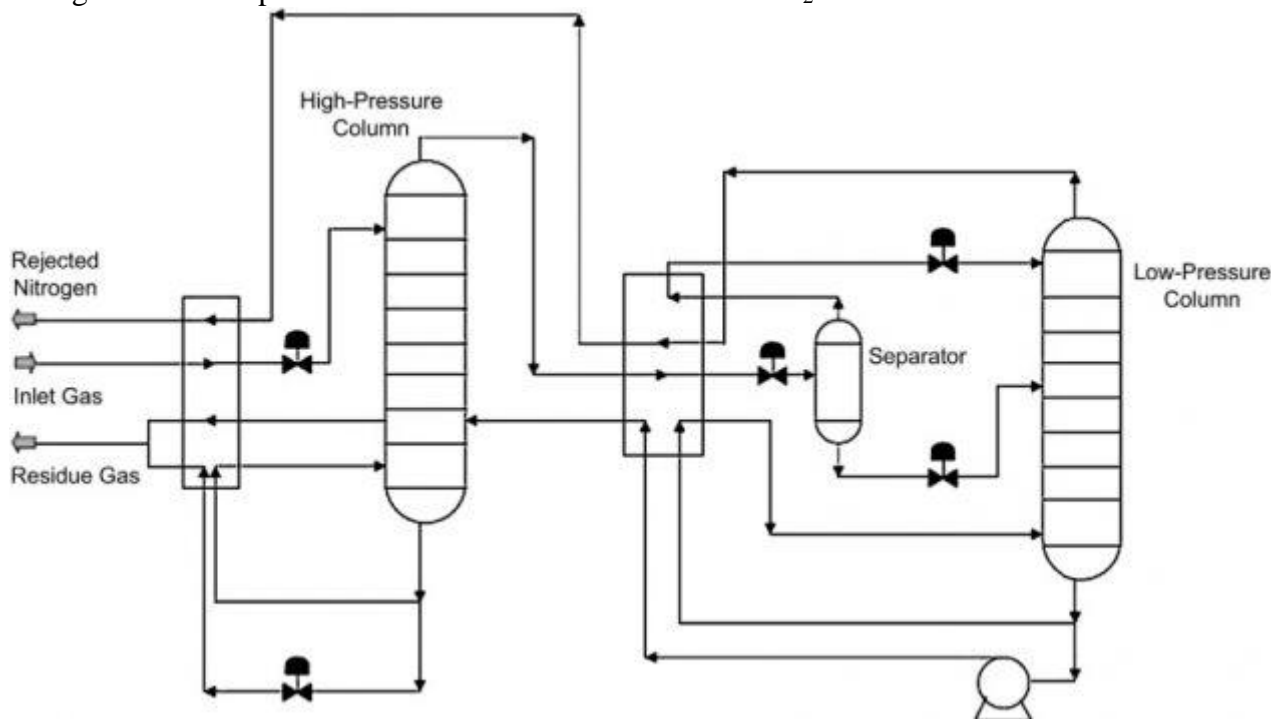 High-Pressure
Column
Rejected
Nitrogen
Inlet Gas
Residue Gas
Separator
Low-Pressure
Column